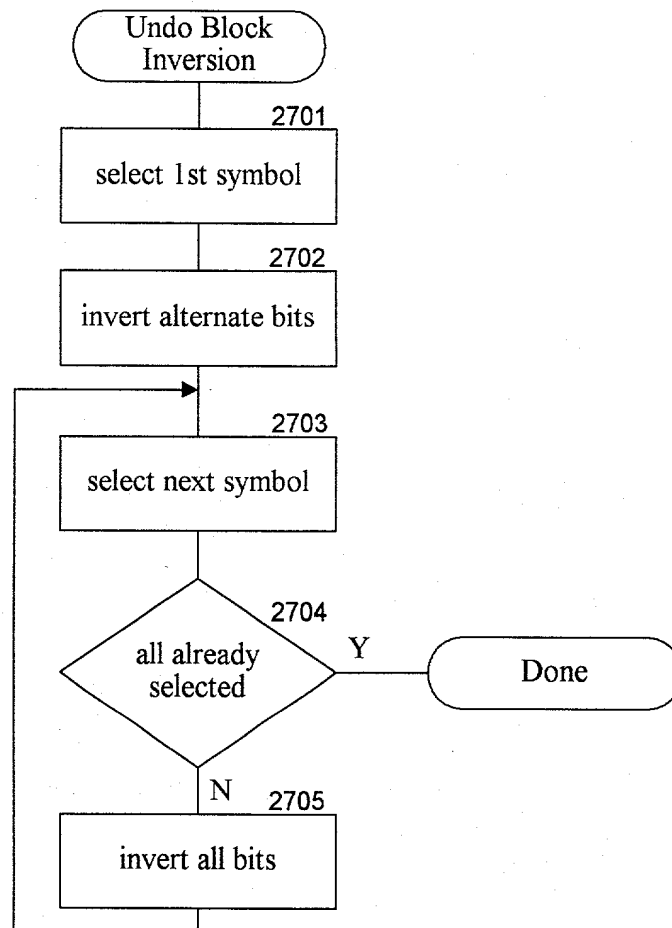 Undo Block
Inversion
2701
select 1st symbol
2702
invert alternate bits
2703
select next symbol
2704
all already
selected
Y
Done
N
2705
invert all bits